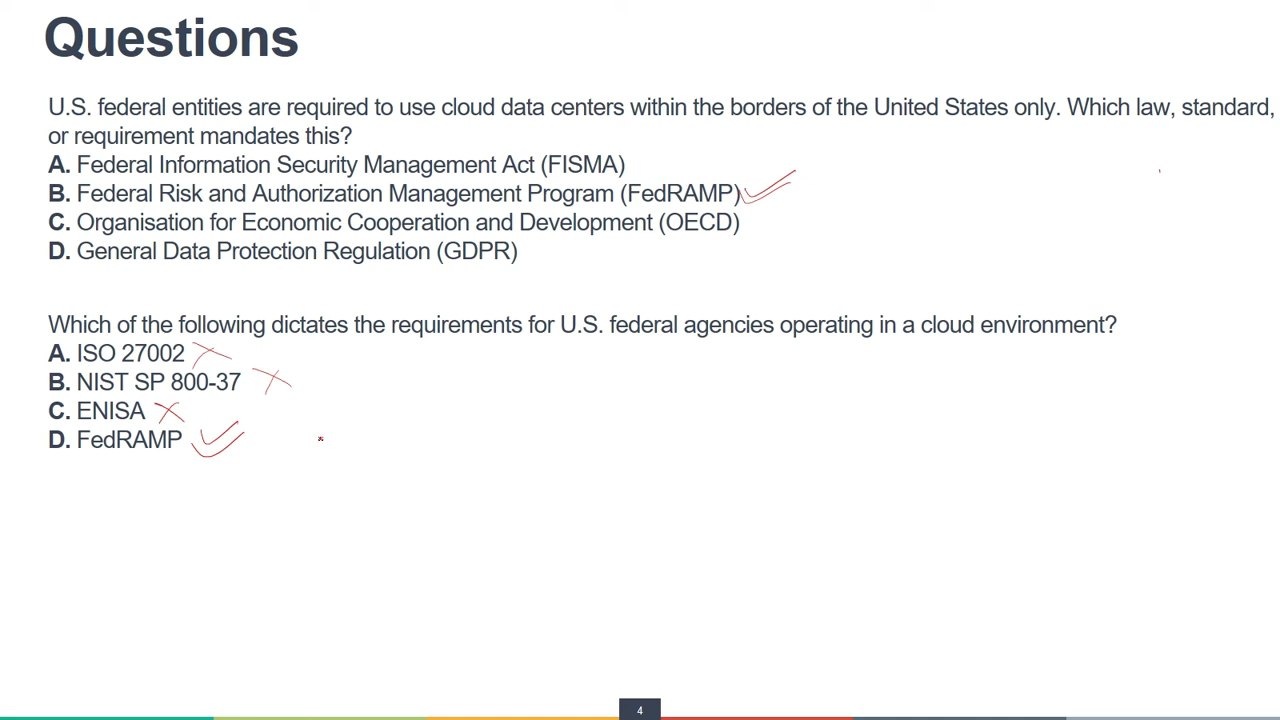 Questions
U.S. federal entities are required to use cloud data centers within the borders of the United States only. Which law, standard,
or requirement mandates this?
A. Federal Information Security Management Act (FISMA)
B. Federal Risk and Authorization Management Program (FedRAMP)
C. Organisation for Economic Cooperation and Development (OECD)
D. General Data Protection Regulation (GDPR)
Which of the following dictates the requirements for U.S. federal agencies operating in a cloud environment?
A. ISO 27002
B. NIST SP 800-37
C. ENISA
D. FedRAMP
4